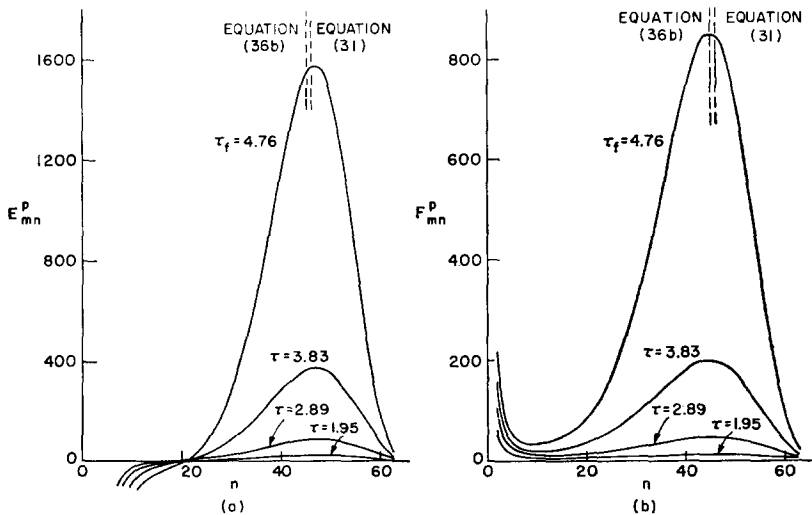 EQUATION (36b)
EQUATION (31)
1600
1200
800
400
0
E^p_mn
τ_f=4.76
τ=3.83
τ=2.89
τ=1.95
0
20
40
60
n
(a)
EQUATION (36b)
EQUATION (31)
800
600
400
200
0
F^p_mn
τ_f=4.76
τ=3.83
τ=2.89
τ=1.95
0
20
40
60
n
(b)